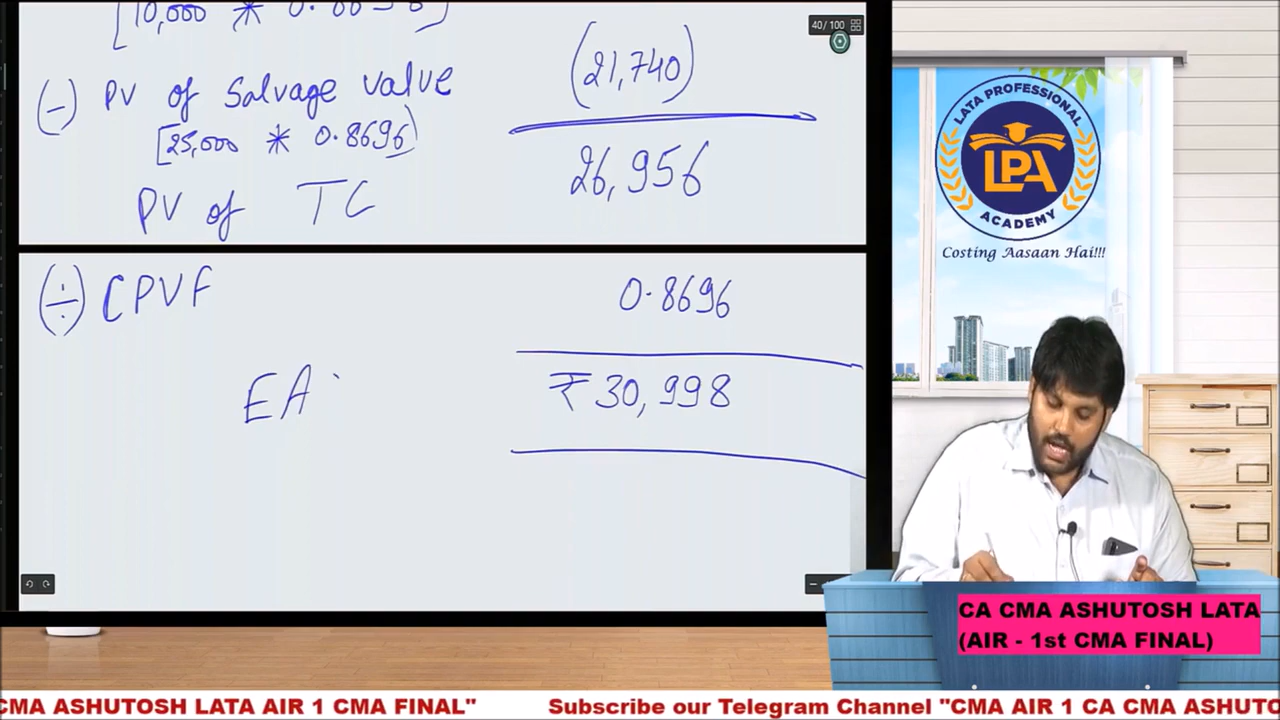 [10,000 * 0.8696)
40/100
(21,740)
(-) PV of Salvage value
[25,000 * 0.8696)
26,956
PV of TC
(÷) CPVF
0.8696
EA
₹30,998
LATA PROFESSIONAL
LPA
ACADEMY
Costing Aasaan Hai!!!
CA CMA ASHUTOSH LATA
(AIR - 1st CMA FINAL)
CMA ASHUTOSH LATA AIR 1 CMA FINAL" Subscribe our Telegram Channel "CMA AIR 1 CA CMA ASHUTO